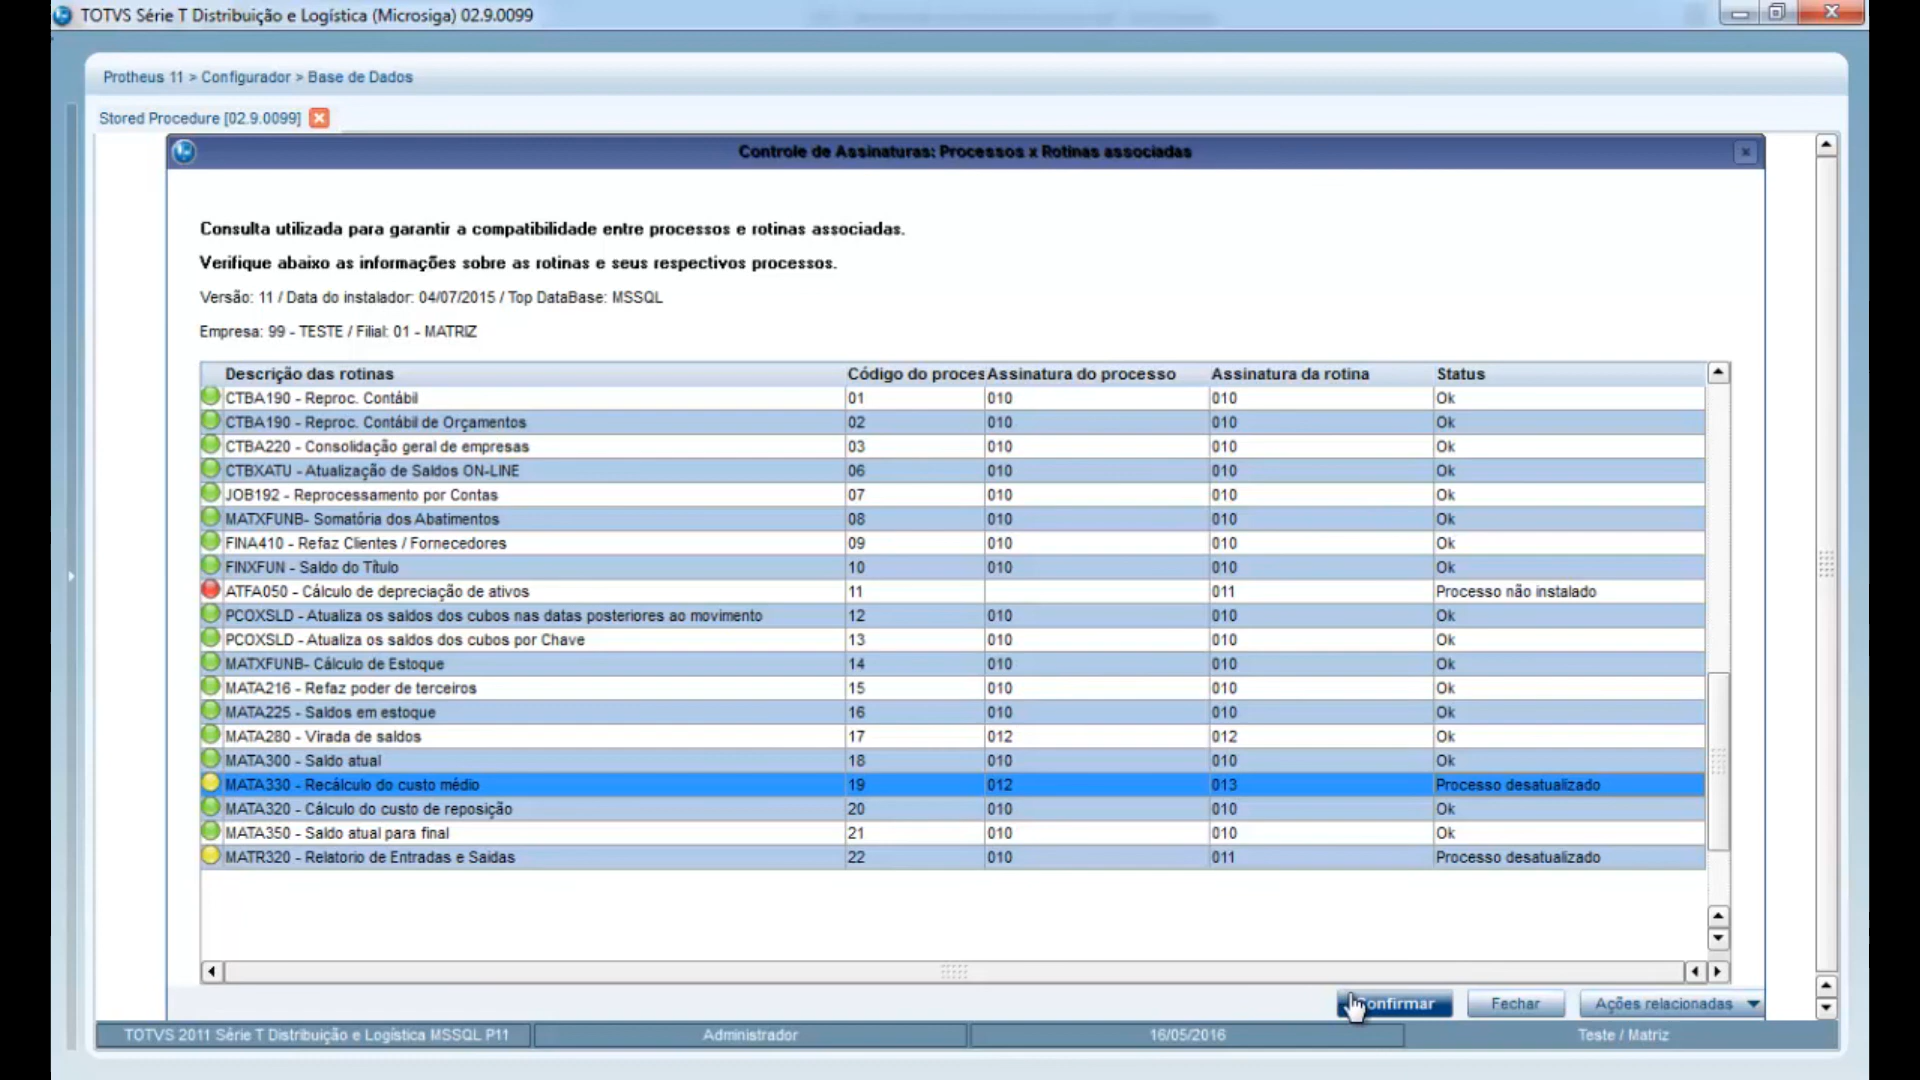 TOTVS Série T Distribuição e Logística (Microsiga) 02.9.0099
Protheus 11 > Configurador > Base de Dados
Stored Procedure [02.9.0099]
Controle de Assinaturas: Processos x Rotinas associadas
Consulta utilizada para garantir a compatibilidade entre processos e rotinas associadas.
Verifique abaixo as informações sobre as rotinas e seus respectivos processos.
Versão: 11 / Data do instalador: 04/07/2015 / Top DataBase: MSSQL
Empresa: 99 - TESTE / Filial: 01 - MATRIZ
Descrição das rotinas Código do proces Assinatura do processo Assinatura da rotina Status
CTBA190 - Reproc. Contábil 01 010 010 Ok
CTBA190 - Reproc. Contábil de Orçamentos 02 010 010 Ok
CTBA220 - Consolidação geral de empresas 03 010 010 Ok
CTBXATU - Atualização de Saldos ON-LINE 06 010 010 Ok
JOB192 - Reprocessamento por Contas 07 010 010 Ok
MATXFUNB- Somatória dos Abatimentos 08 010 010 Ok
FINA410 - Refaz Clientes / Fornecedores 09 010 010 Ok
FINXFUN - Saldo do Título 10 010 010 Ok
ATFA050 - Cálculo de depreciação de ativos 11 011 Processo não instalado
PCOXSLD - Atualiza os saldos dos cubos nas datas posteriores ao movimento 12 010 010 Ok
PCOXSLD - Atualiza os saldos dos cubos por Chave 13 010 010 Ok
MATXFUNB- Cálculo de Estoque 14 010 010 Ok
MATA216 - Refaz poder de terceiros 15 010 010 Ok
MATA225 - Saldos em estoque 16 010 010 Ok
MATA280 - Virada de saldos 17 012 012 Ok
MATA300 - Saldo atual 18 010 010 Ok
MATA330 - Recálculo do custo médio 19 012 013 Processo desatualizado
MATA320 - Cálculo do custo de reposição 20 010 010 Ok
MATA350 - Saldo atual para final 21 010 010 Ok
MATR320 - Relatorio de Entradas e Saidas 22 010 011 Processo desatualizado
Confirmar Fechar Ações relacionadas
TOTVS 2011 Série T Distribuição e Logística MSSQL P11 Administrador 16/05/2016 Teste / Matriz